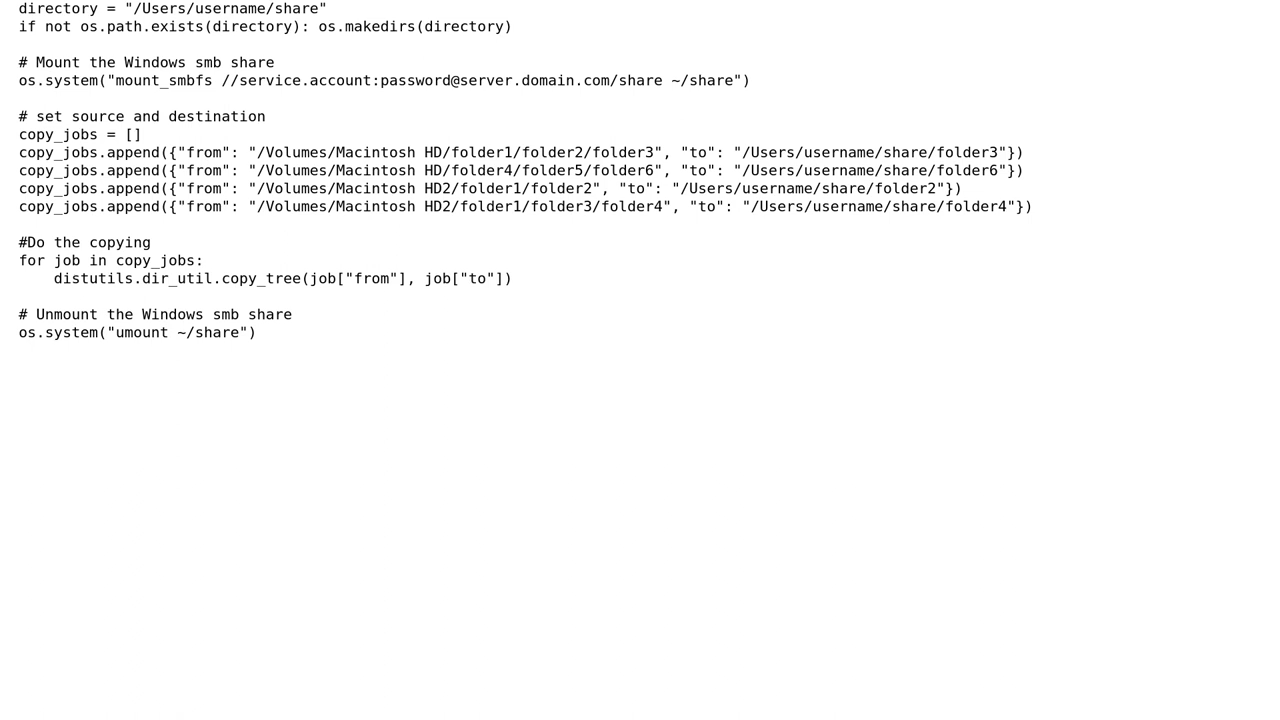 directory = "/Users/username/share"
if not os.path.exists(directory): os.makedirs(directory)

# Mount the Windows smb share
os.system("mount_smbfs //service.account:password@server.domain.com/share ~/share")

# set source and destination
copy_jobs = []
copy_jobs.append({"from": "/Volumes/Macintosh HD/folder1/folder2/folder3", "to": "/Users/username/share/folder3"})
copy_jobs.append({"from": "/Volumes/Macintosh HD/folder4/folder5/folder6", "to": "/Users/username/share/folder6"})
copy_jobs.append({"from": "/Volumes/Macintosh HD2/folder1/folder2", "to": "/Users/username/share/folder2"})
copy_jobs.append({"from": "/Volumes/Macintosh HD2/folder1/folder3/folder4", "to": "/Users/username/share/folder4"})

#Do the copying
for job in copy_jobs:
    distutils.dir_util.copy_tree(job["from"], job["to"])

# Unmount the Windows smb share
os.system("umount ~/share")